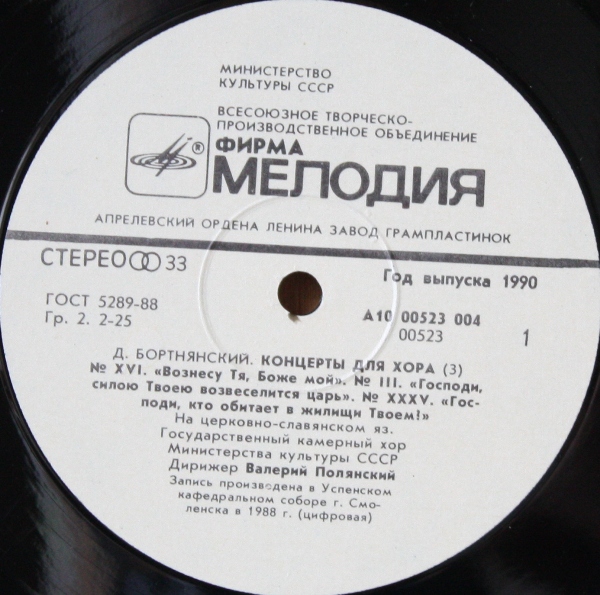 МИНИСТЕРСТВО
КУЛЬТУРЫ СССР
ВСЕСОЮЗНОЕ ТВОРЧЕСКО-
ПРОИЗВОДСТВЕННОЕ ОБЪЕДИНЕНИЕ
®
ФИРМА
МЕЛОДИЯ
АПРЕЛЕВСКИЙ ОРДЕНА ЛЕНИНА ЗАВОД ГРАМПЛАСТИНОК
СТЕРЕО 33
Год выпуска 1990
ГОСТ 5289-88
Гр. 2. 2-25
А10 00523 004
00523
1
Д. БОРТНЯНСКИЙ. КОНЦЕРТЫ ДЛЯ ХОРА (3)
№ XVI. «Вознесу Тя, Боже мой». № III. «Господи,
силою Твоею возвеселится царь». № XXXV. «Гос-
поди, кто обитает в жилищи Твоем!»
На церковно-славянском яз.
Государственный камерный хор
Министерства культуры СССР
Дирижер Валерий Полянский
Запись произведена в Успенском
кафедральном соборе г. Смо-
ленска в 1988 г. (цифровая)